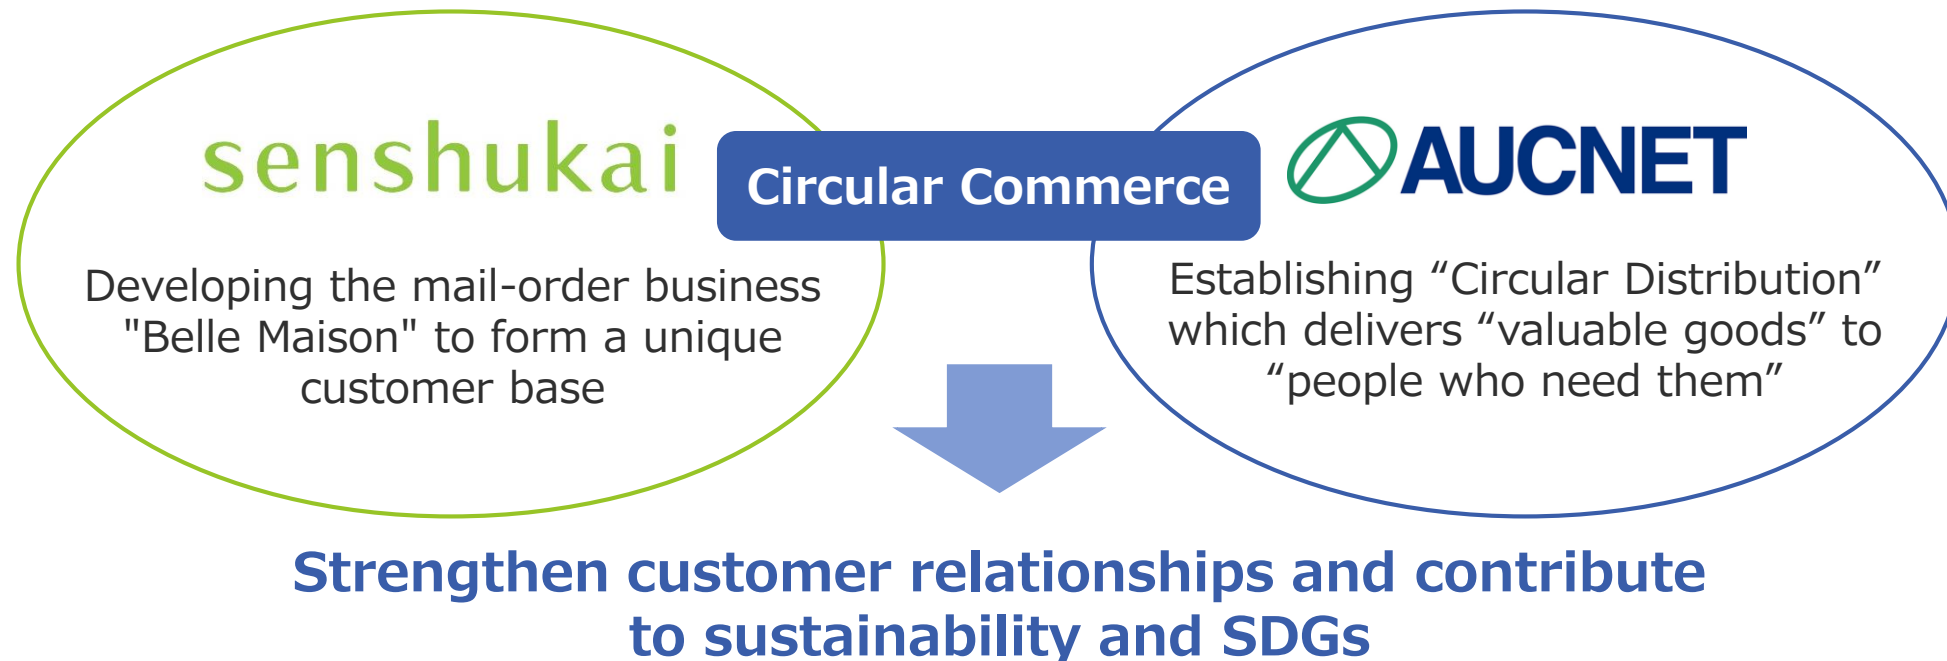 senshukai
Developing the mail-order business
"Belle Maison" to form a unique
customer base
Circular Commerce
AUCNET
Establishing “Circular Distribution”
which delivers “valuable goods” to
“people who need them”
Strengthen customer relationships and contribute
to sustainability and SDGs